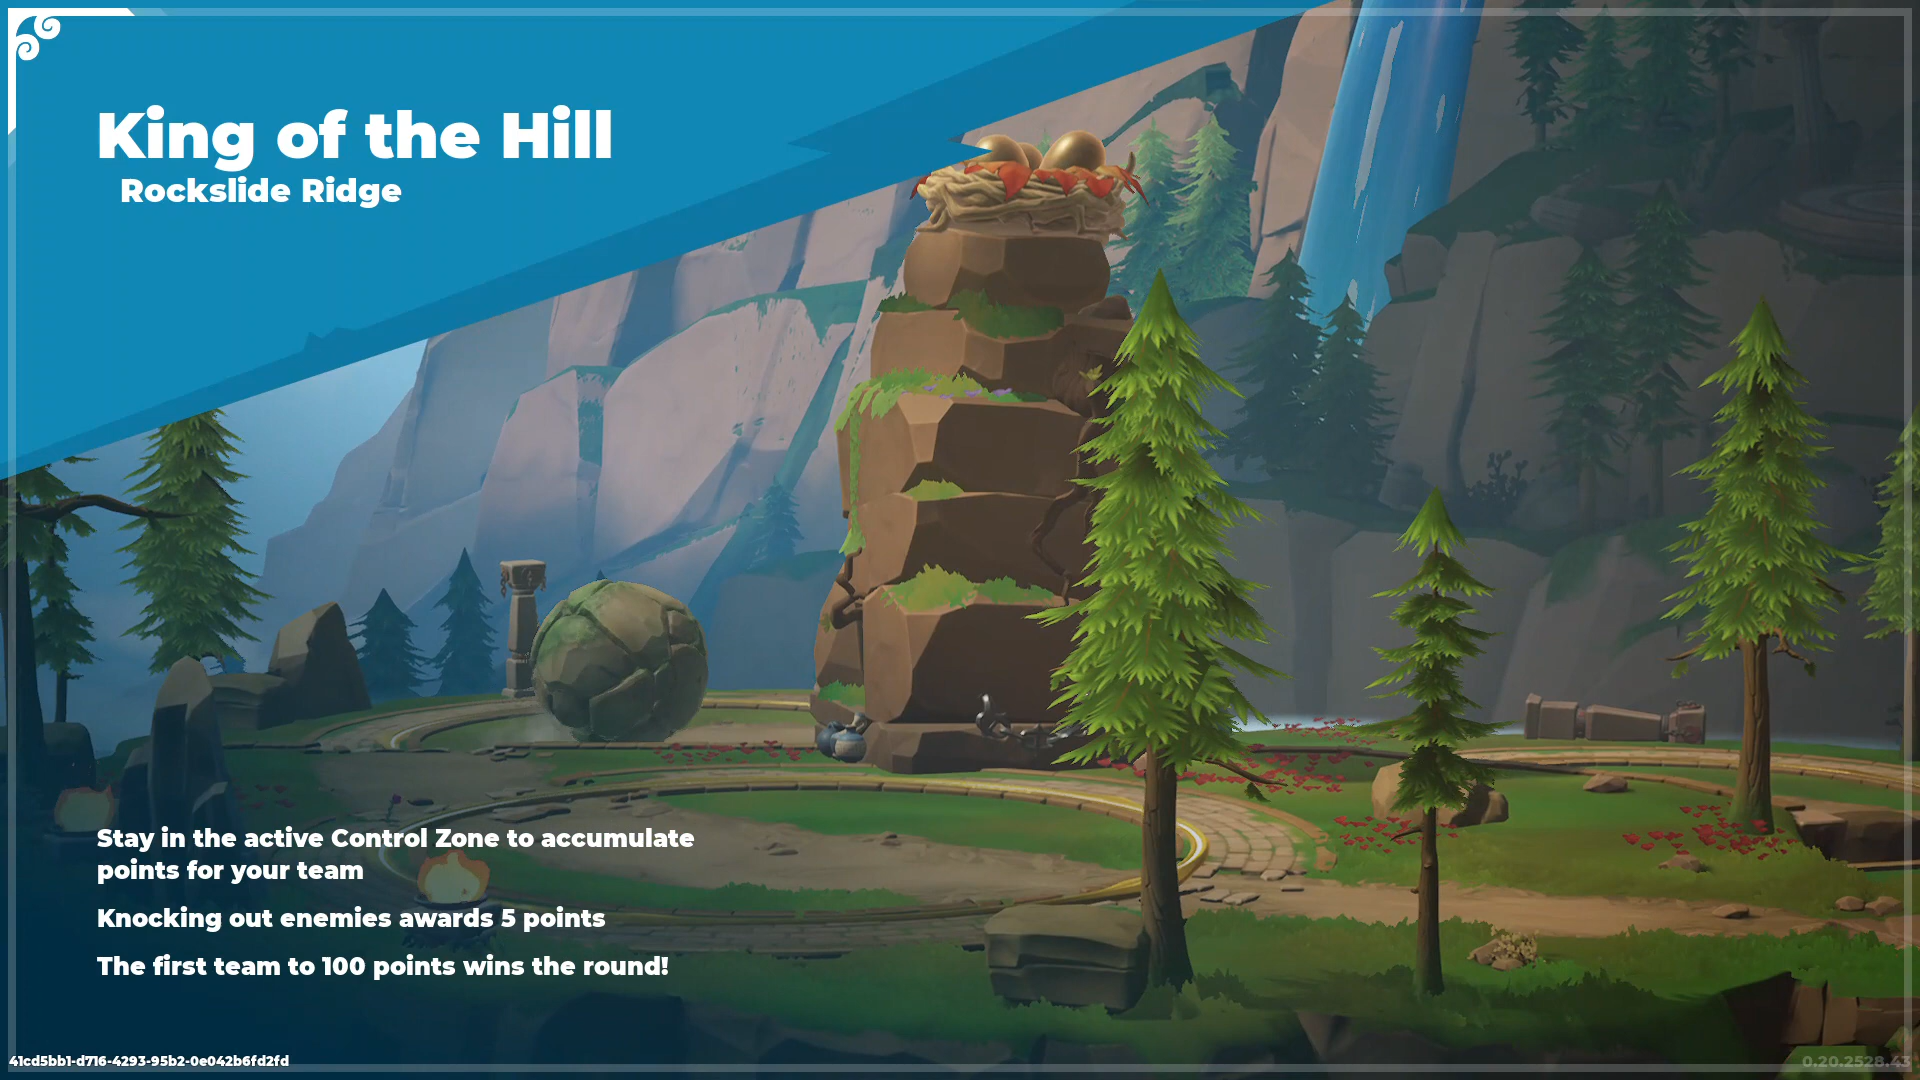 King of the Hill
Rockslide Ridge
Stay in the active Control Zone to accumulate
points for your team
Knocking out enemies awards 5 points
The first team to 100 points wins the round!
41cd5bb1-d716-4293-95b2-0e042b6fd2fd
0.20.2528.43